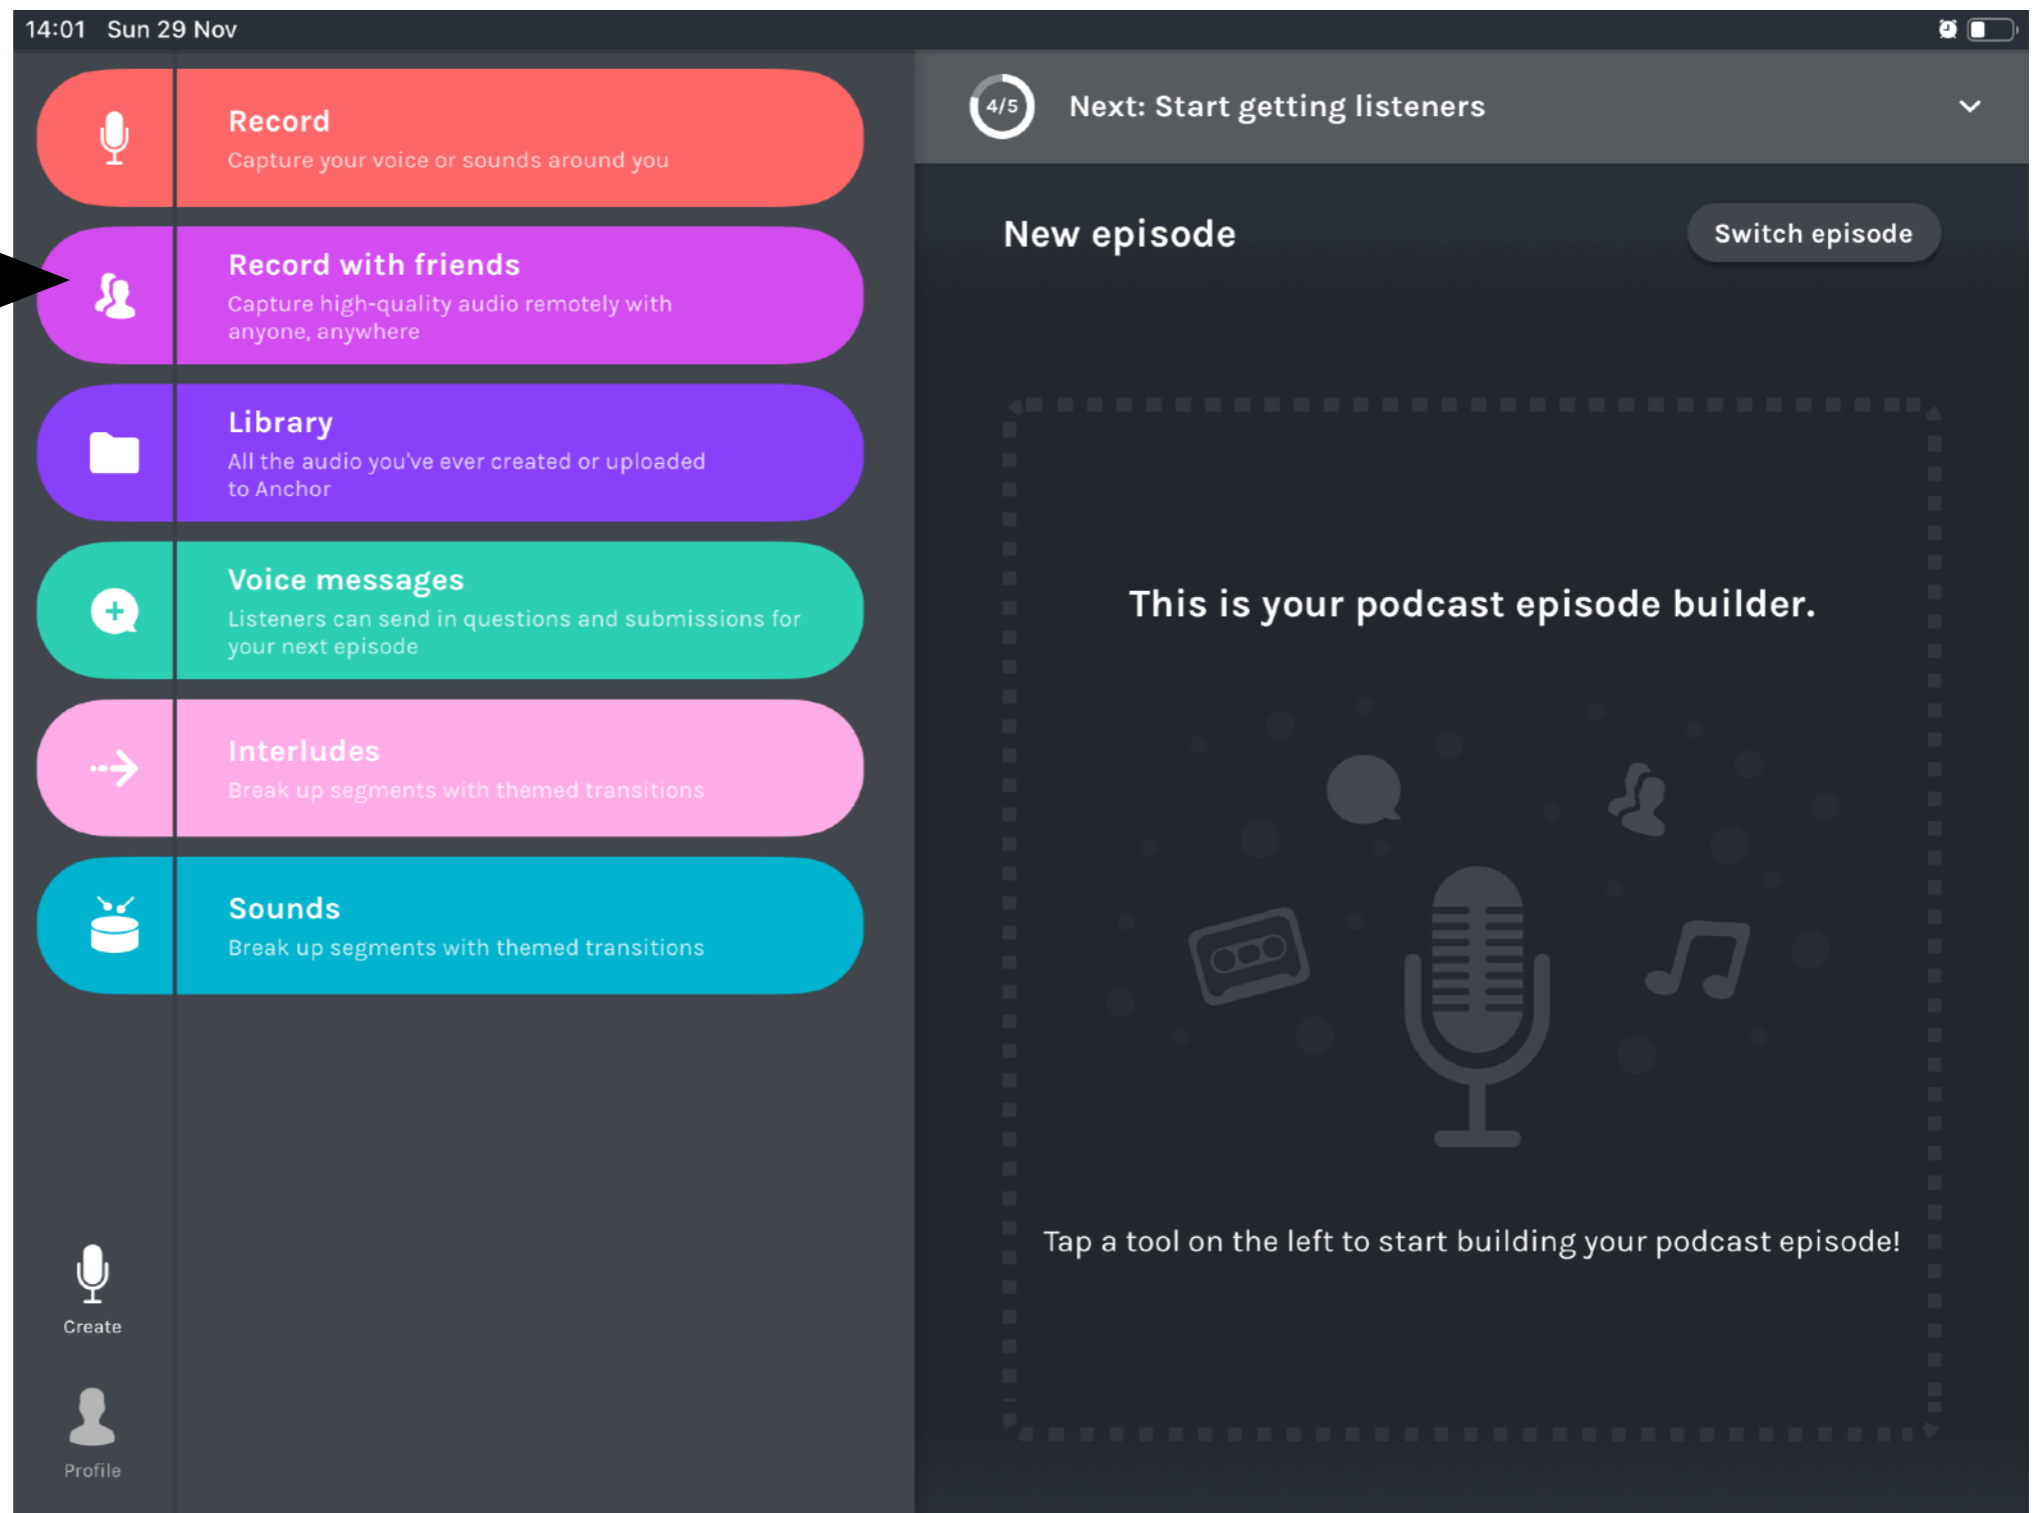 14:01 Sun 29 Nov
Record
Capture your voice or sounds around you
Record with friends
Capture high-quality audio remotely with
anyone, anywhere
Library
All the audio you've ever created or uploaded
to Anchor
Voice messages
Listeners can send in questions and submissions for
your next episode
Interludes
Break up segments with themed transitions
Sounds
Break up segments with themed transitions
Create
Profile
4/5 Next: Start getting listeners
New episode
Switch episode
This is your podcast episode builder.
Tap a tool on the left to start building your podcast episode!